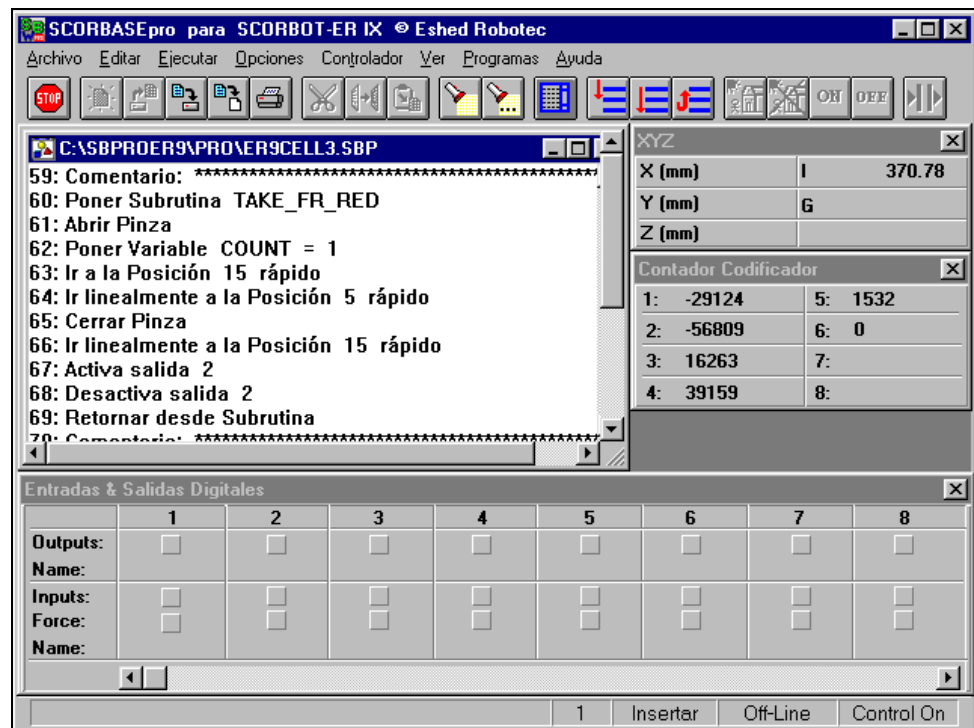 SCORBASEpro para SCORBOT-ER IX © Eshed Robotec
Archivo Editar Ejecutar Opciones Controlador Ver Programas Ayuda
STOP ON OFF
C:\SBPROER9\PRO\ER9CELL3.SBP
59: Comentario: **********************************************
60: Poner Subrutina TAKE_FR_RED
61: Abrir Pinza
62: Poner Variable COUNT = 1
63: Ir a la Posición 15 rápido
64: Ir linealmente a la Posición 5 rápido
65: Cerrar Pinza
66: Ir linealmente a la Posición 15 rápido
67: Activa salida 2
68: Desactiva salida 2
69: Retornar desde Subrutina
70: Comentario: **********************************************
XYZ
X (mm) I 370.78
Y (mm) G
Z (mm)
Contador Codificador
1: -29124 5: 1532
2: -56809 6: 0
3: 16263 7:
4: 39159 8:
Entradas & Salidas Digitales
1 2 3 4 5 6 7 8
Outputs:
Name:
Inputs:
Force:
Name:
1 Insertar Off-Line Control On